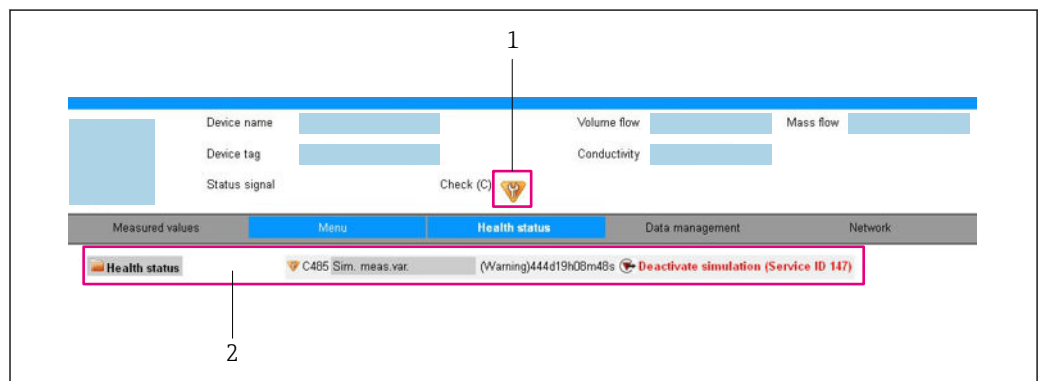 1
Device name
Volume flow
Mass flow
Device tag
Conductivity
Status signal
Check (C)
Measured values Menu Health status Data management Network
Health status C485 Sim. meas.var. (Warning)444d19h08m48s Deactivate simulation (Service ID 147)
2